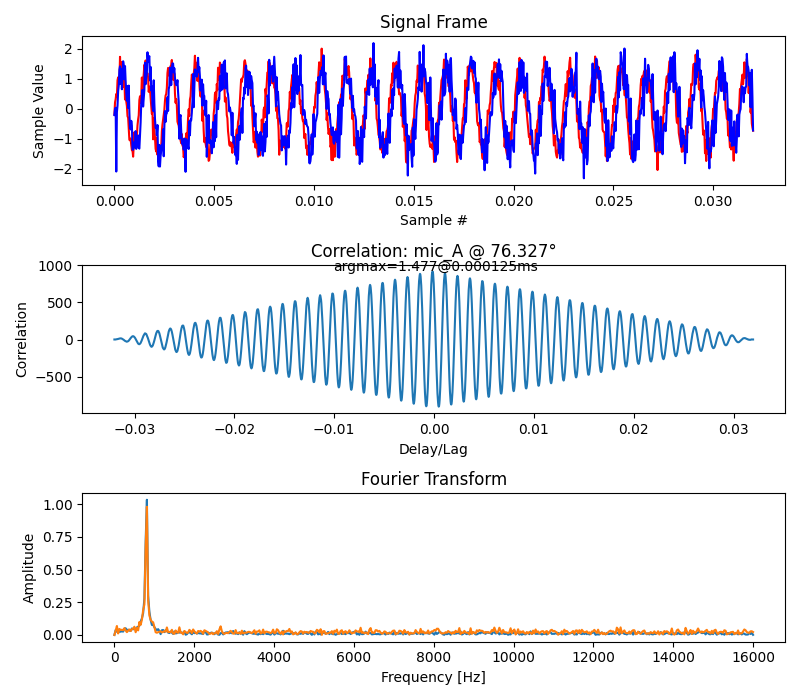 Signal Frame
2
1
0
−1
−2
Sample Value
0.000 0.005 0.010 0.015 0.020 0.025 0.030
Sample #
Correlation: mic_A @ 76.327°
argmax=1.477@0.000125ms
1000
500
0
−500
Correlation
−0.03 −0.02 −0.01 0.00 0.01 0.02 0.03
Delay/Lag
Fourier Transform
1.00
0.75
0.50
0.25
0.00
Amplitude
0 2000 4000 6000 8000 10000 12000 14000 16000
Frequency [Hz]